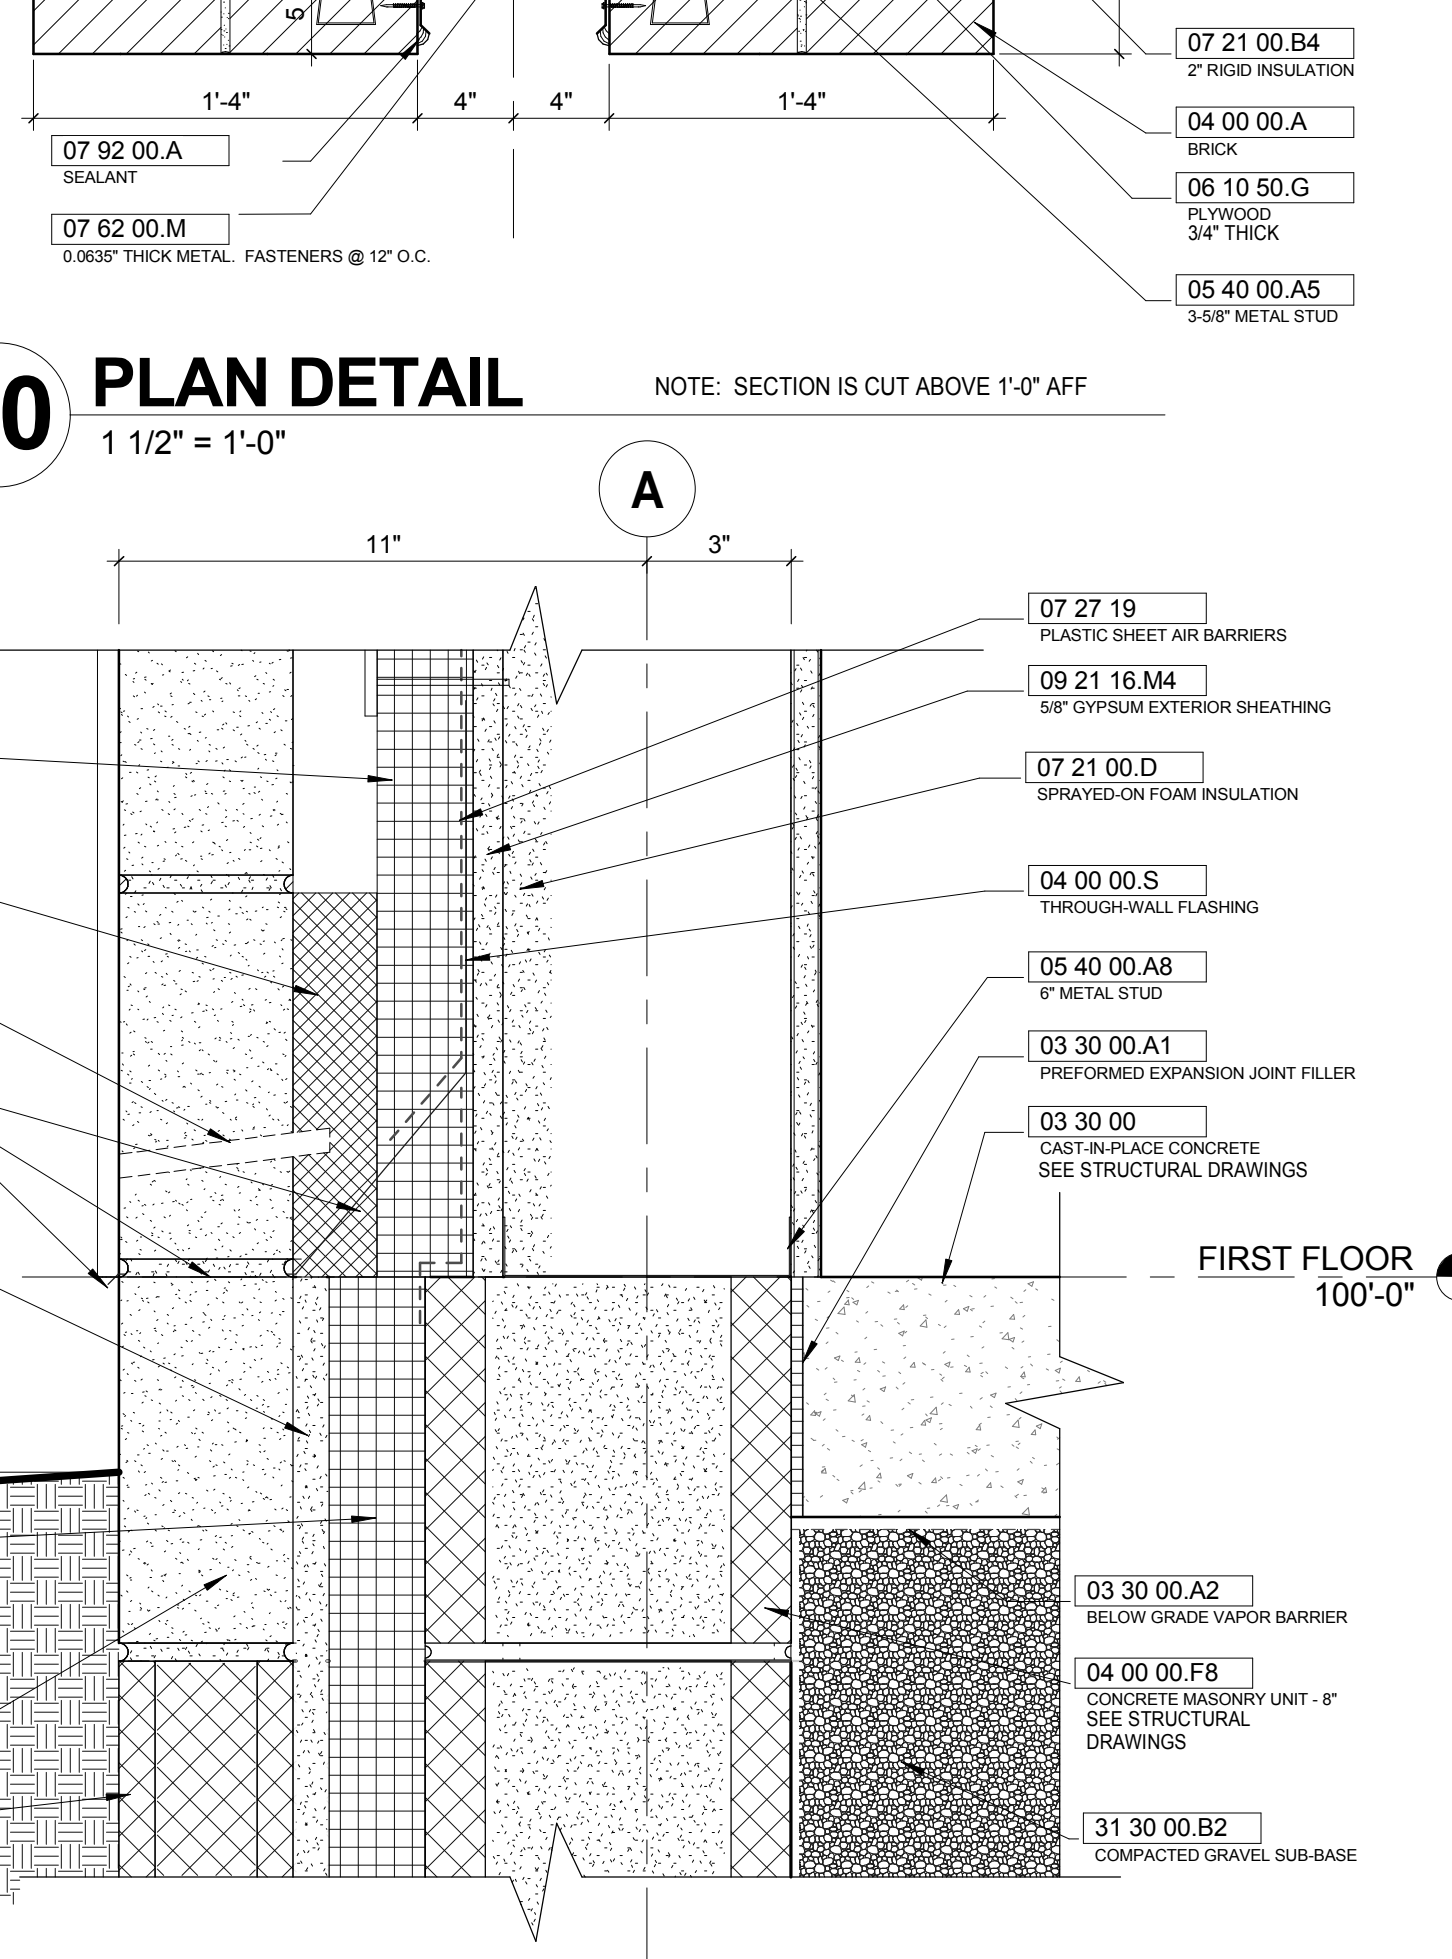 5
07 21 00.B4
2" RIGID INSULATION
1'-4"
4"
4"
1'-4"
04 00 00.A
BRICK
07 92 00.A
SEALANT
06 10 50.G
PLYWOOD
3/4" THICK
07 62 00.M
0.0635" THICK METAL.  FASTENERS @ 12" O.C.
05 40 00.A5
3-5/8" METAL STUD
0
PLAN DETAIL
NOTE:  SECTION IS CUT ABOVE 1'-0" AFF
1 1/2" = 1'-0"
A
11"
3"
07 27 19
PLASTIC SHEET AIR BARRIERS
09 21 16.M4
5/8" GYPSUM EXTERIOR SHEATHING
07 21 00.D
SPRAYED-ON FOAM INSULATION
04 00 00.S
THROUGH-WALL FLASHING
05 40 00.A8
6" METAL STUD
03 30 00.A1
PREFORMED EXPANSION JOINT FILLER
03 30 00
CAST-IN-PLACE CONCRETE
SEE STRUCTURAL DRAWINGS
FIRST FLOOR
100'-0"
03 30 00.A2
BELOW GRADE VAPOR BARRIER
04 00 00.F8
CONCRETE MASONRY UNIT - 8"
SEE STRUCTURAL
DRAWINGS
31 30 00.B2
COMPACTED GRAVEL SUB-BASE